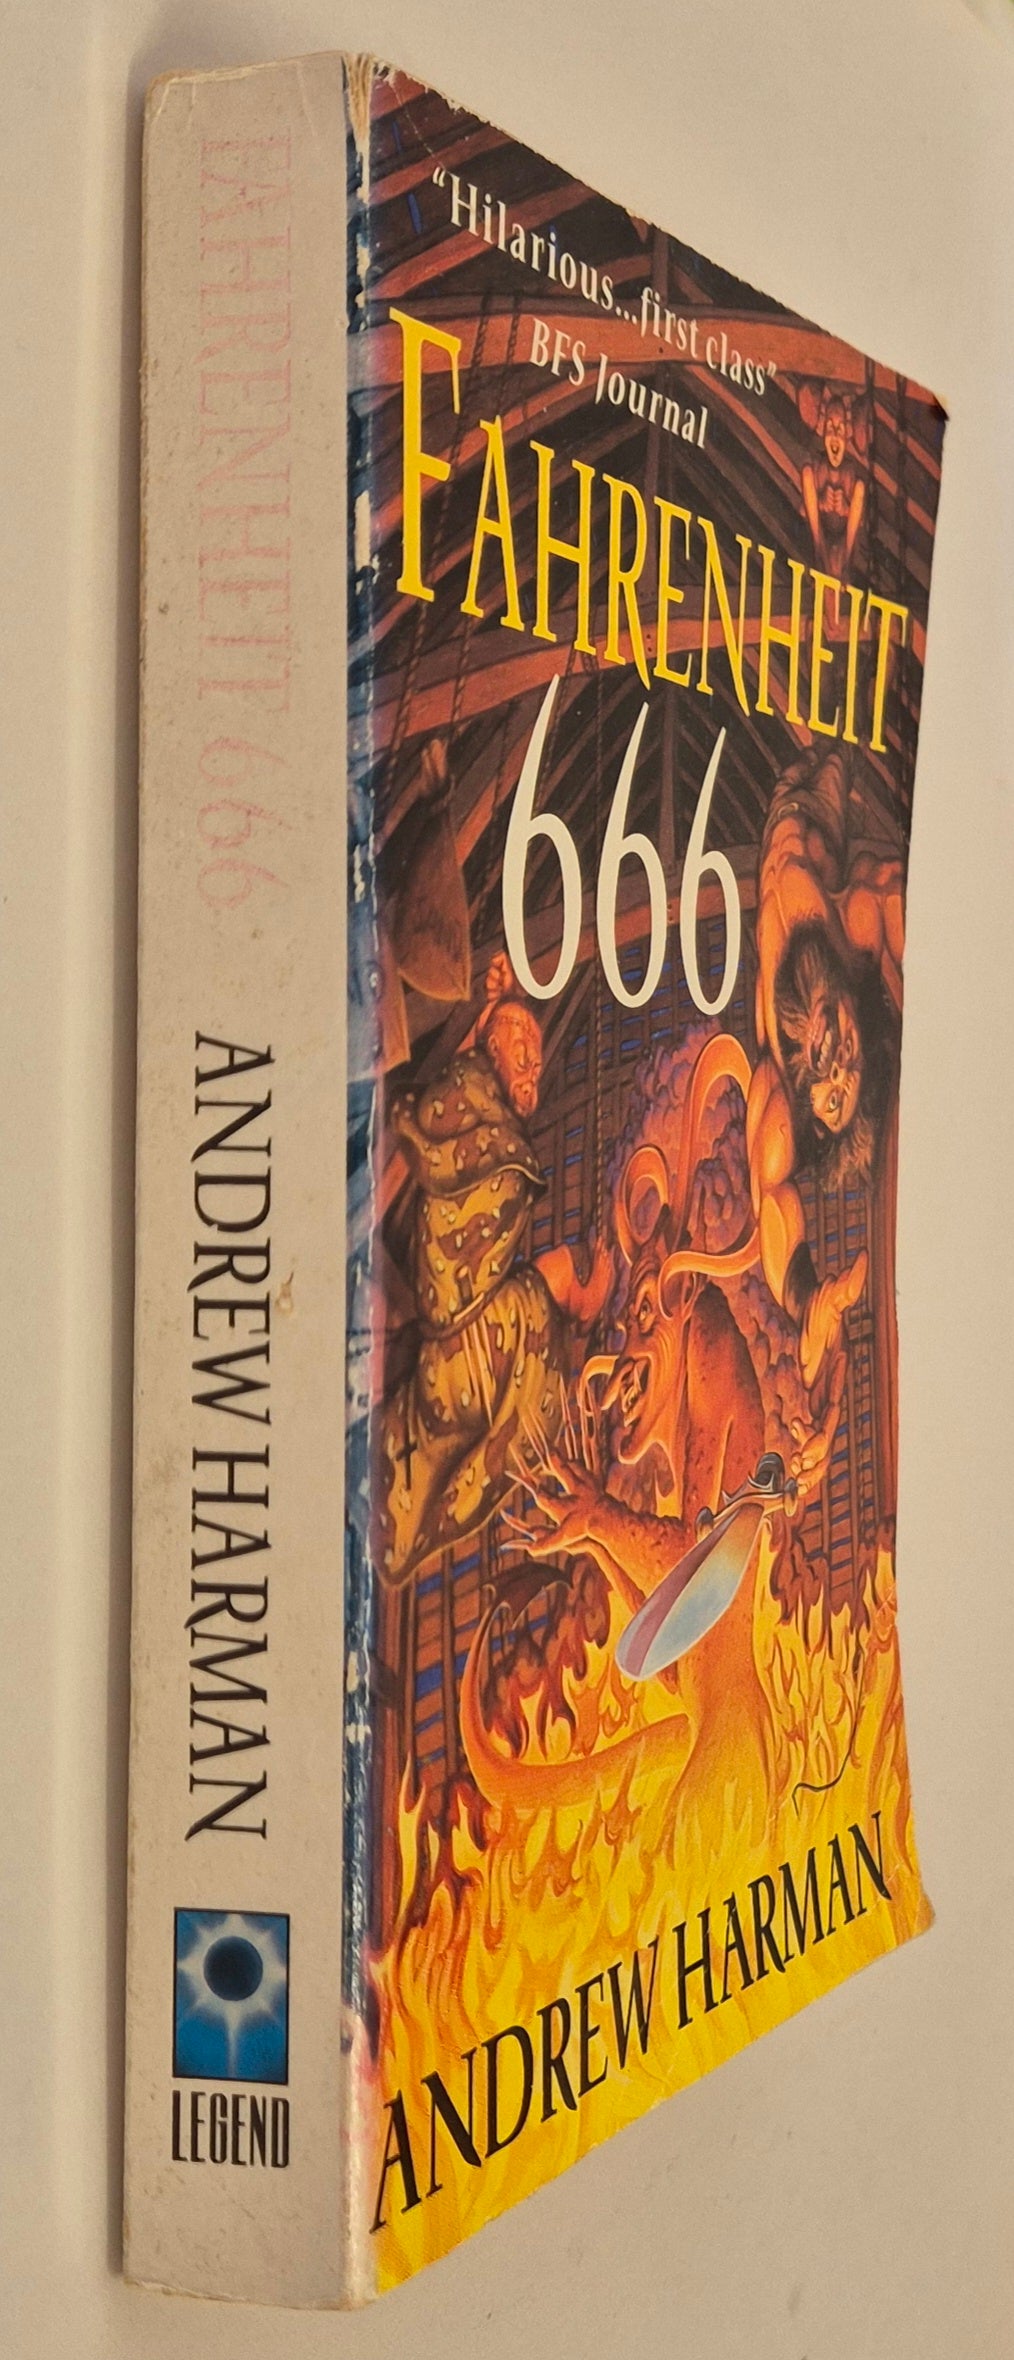 FAHRENHEIT 666 ANDREW HARMAN
LEGEND
“Hilarious...first class”
BFS Journal
FAHRENHEIT
666
ANDREW HARMAN